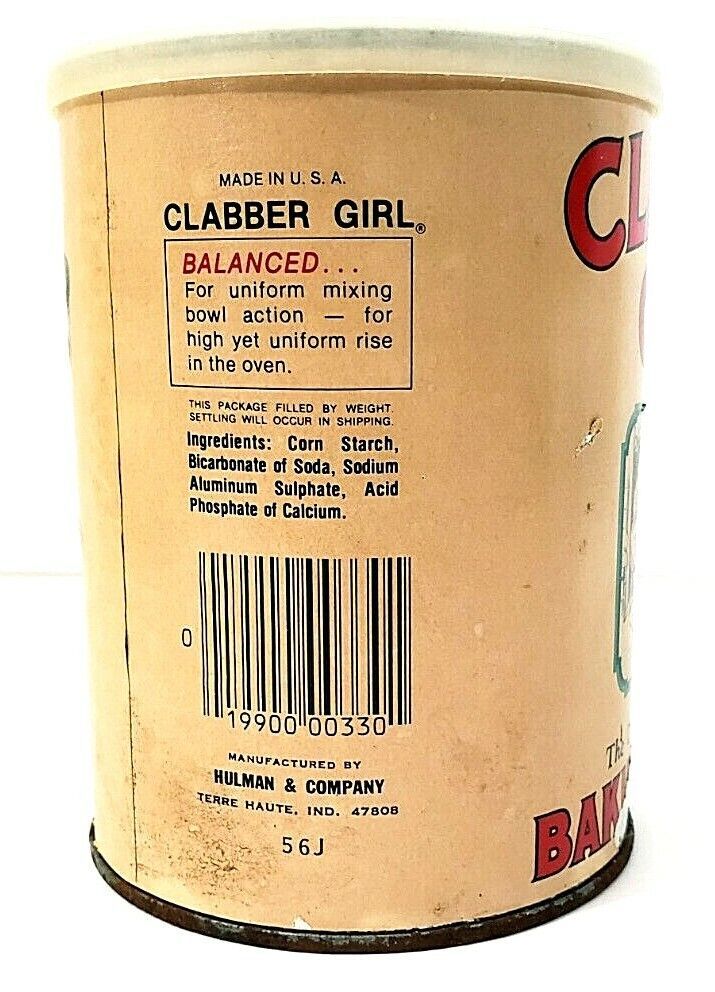 MADE IN U. S. A.
CLABBER GIRL®
BALANCED...
For uniform mixing
bowl action — for
high yet uniform rise
in the oven.
THIS PACKAGE FILLED BY WEIGHT.
SETTLING WILL OCCUR IN SHIPPING.
Ingredients: Corn Starch,
Bicarbonate of Soda, Sodium
Aluminum Sulphate, Acid
Phosphate of Calcium.
0
19900 00330
MANUFACTURED BY
HULMAN & COMPANY
TERRE HAUTE, IND. 47808
56J
CL
The
BAK